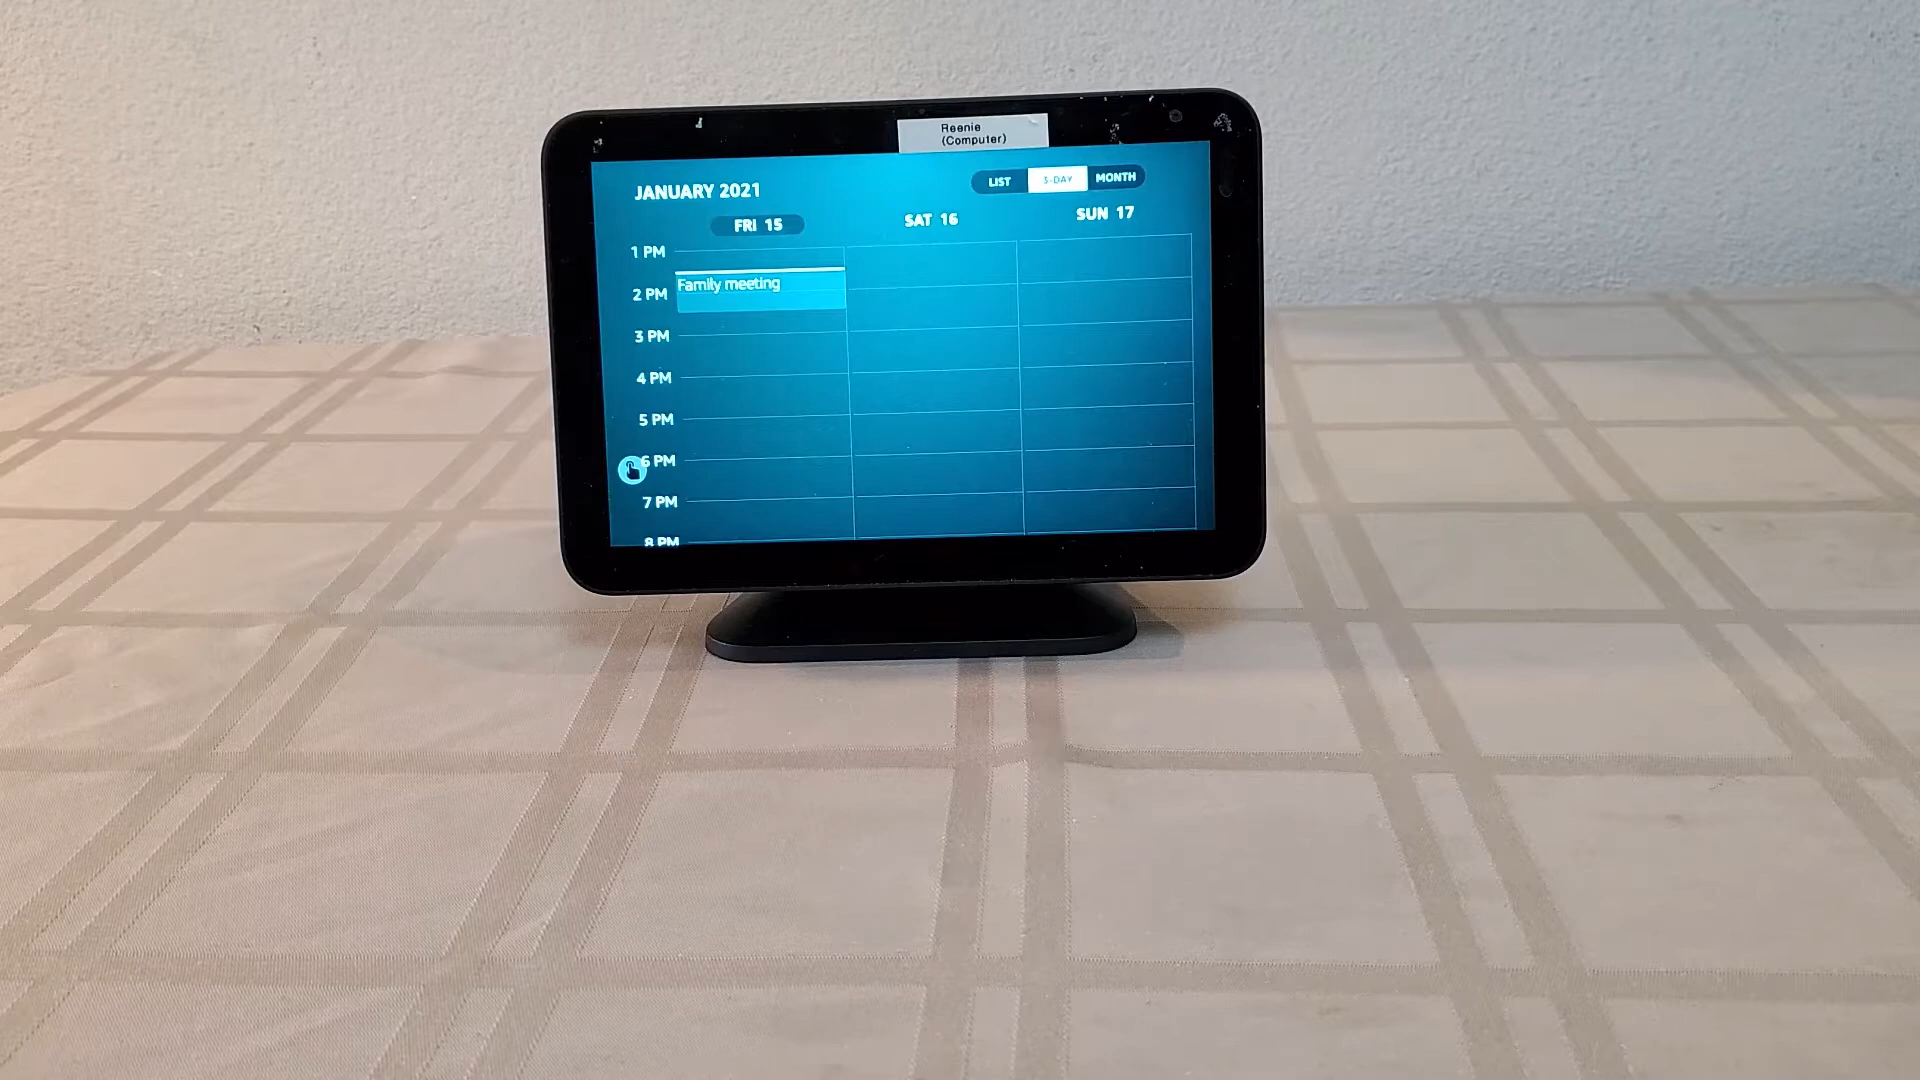 Reenie
(Computer)
JANUARY 2021
LIST 3-DAY MONTH
FRI 15 SAT 16 SUN 17
1 PM
Family meeting
2 PM
3 PM
4 PM
5 PM
6 PM
7 PM
8 PM